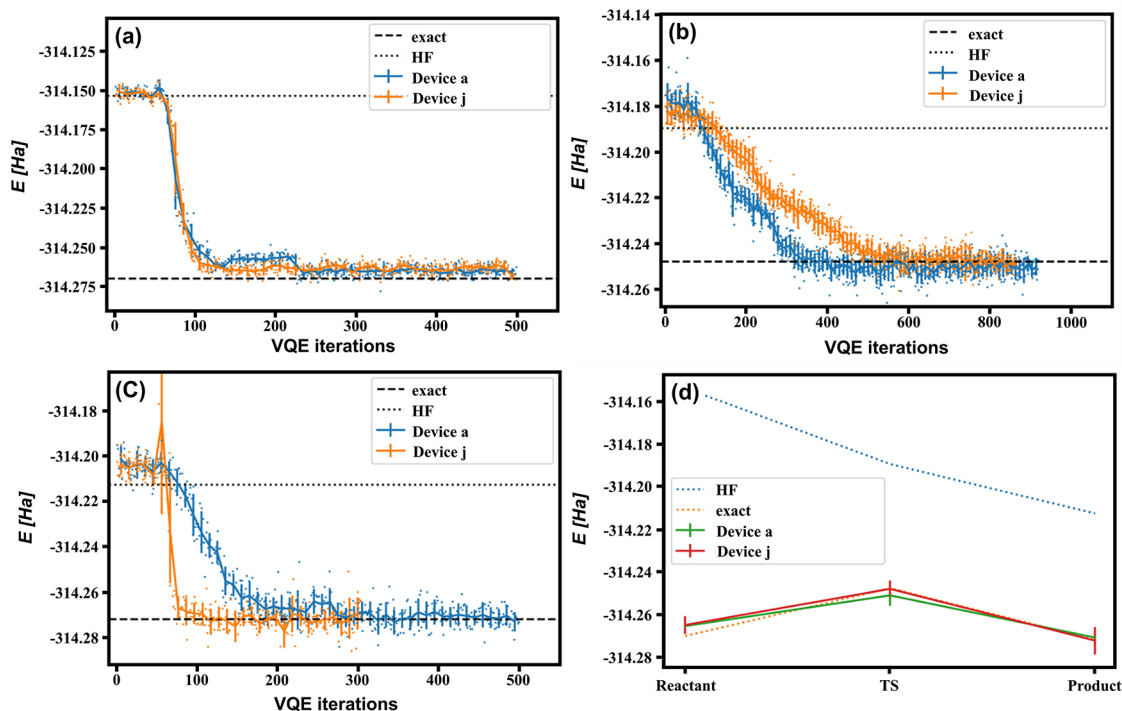 (a)
exact
HF
Device a
Device j
-314.125
-314.150
-314.175
-314.200
-314.225
-314.250
-314.275
E [Ha]
0 100 200 300 400 500
VQE iterations
(b)
exact
HF
Device a
Device j
-314.14
-314.16
-314.18
-314.20
-314.22
-314.24
-314.26
E [Ha]
0 200 400 600 800 1000
VQE iterations
(C)
exact
HF
Device a
Device j
-314.18
-314.20
-314.22
-314.24
-314.26
-314.28
E [Ha]
0 100 200 300 400 500
VQE iterations
(d)
-314.16
-314.18
-314.20
-314.22
-314.24
-314.26
-314.28
E [Ha]
HF
exact
Device a
Device j
Reactant TS Product